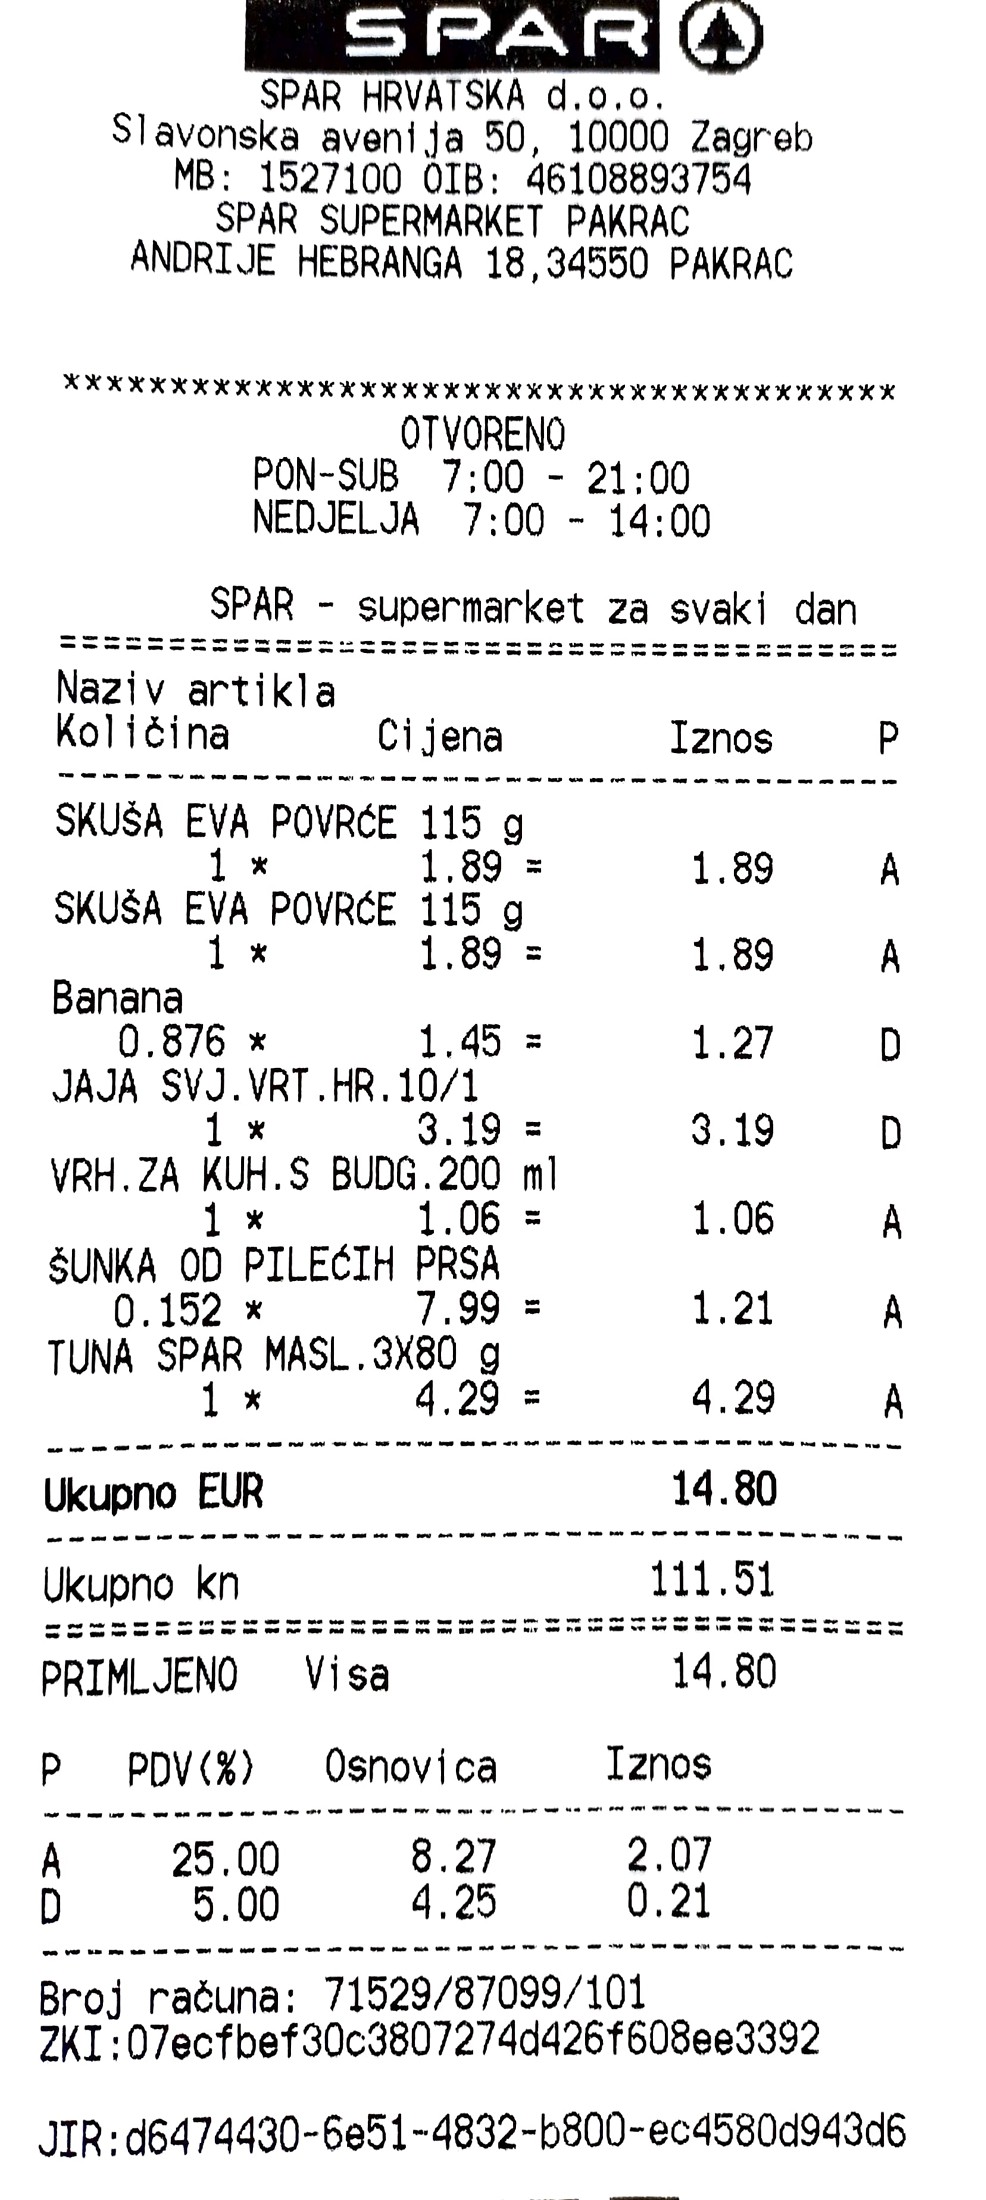 SPAR
SPAR HRVATSKA d.o.o.
Slavonska avenija 50, 10000 Zagreb
MB: 1527100 OIB: 46108893754
SPAR SUPERMARKET PAKRAC
ANDRIJE HEBRANGA 18,34550 PAKRAC
****************************************
OTVORENO
PON-SUB 7:00 - 21:00
NEDJELJA 7:00 - 14:00
SPAR - supermarket za svaki dan
========================================
Naziv artikla
Količina Cijena Iznos P
----------------------------------------
SKUŠA EVA POVRĆE 115 g
1 * 1.89 = 1.89 A
SKUŠA EVA POVRĆE 115 g
1 * 1.89 = 1.89 A
Banana
0.876 * 1.45 = 1.27 D
JAJA SVJ.VRT.HR.10/1
1 * 3.19 = 3.19 D
VRH.ZA KUH.S BUDG.200 ml
1 * 1.06 = 1.06 A
ŠUNKA OD PILEĆIH PRSA
0.152 * 7.99 = 1.21 A
TUNA SPAR MASL.3X80 g
1 * 4.29 = 4.29 A
----------------------------------------
Ukupno EUR 14.80
----------------------------------------
Ukupno kn 111.51
========================================
PRIMLJENO Visa 14.80
P PDV(%) Osnovica Iznos
----------------------------------------
A 25.00 8.27 2.07
D 5.00 4.25 0.21
----------------------------------------
Broj računa: 71529/87099/101
ZKI:07ecfbef30c3807274d426f608ee3392
JIR:d6474430-6e51-4832-b800-ec4580d943d6